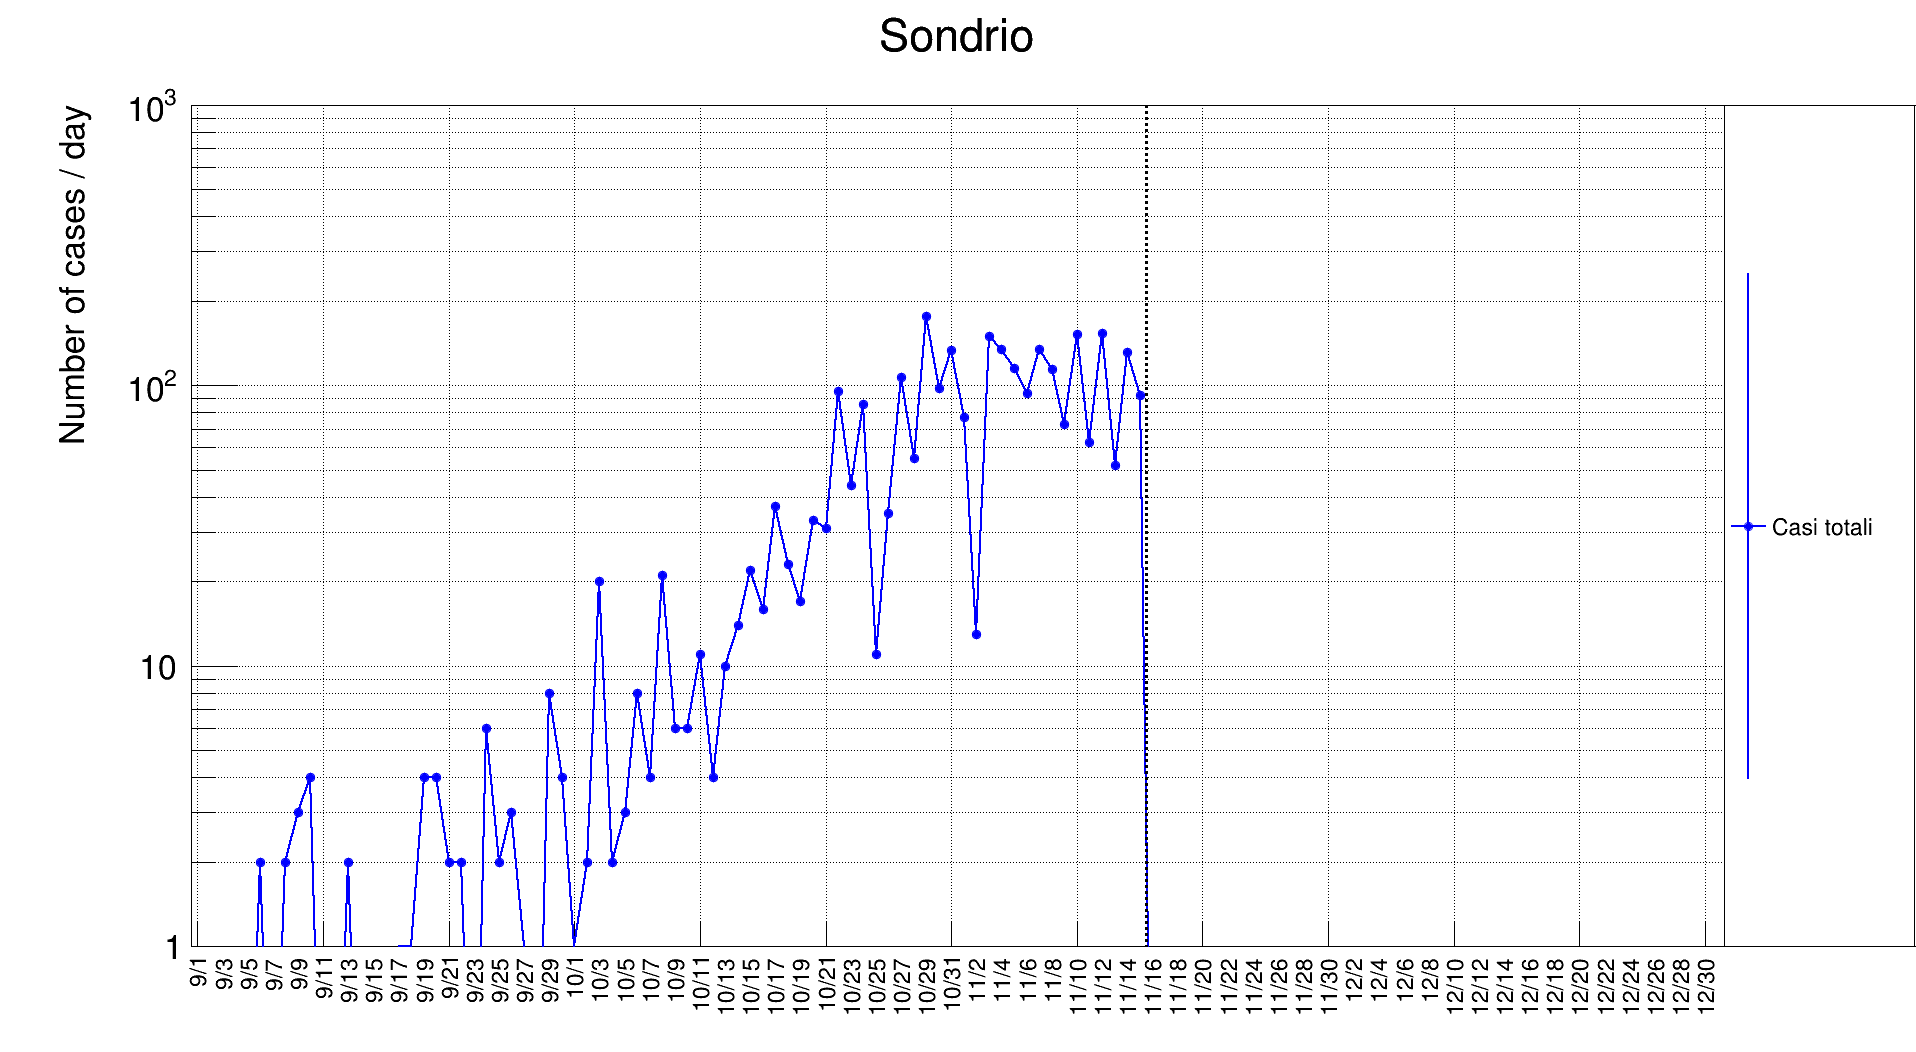 Sondrio
Number of cases / day
10³
10²
10
1
9/1 9/3 9/5 9/7 9/9 9/11 9/13 9/15 9/17 9/19 9/21 9/23 9/25 9/27 9/29 10/1 10/3 10/5 10/7 10/9 10/11 10/13 10/15 10/17 10/19 10/21 10/23 10/25 10/27 10/29 10/31 11/2 11/4 11/6 11/8 11/10 11/12 11/14 11/16 11/18 11/20 11/22 11/24 11/26 11/28 11/30 12/2 12/4 12/6 12/8 12/10 12/12 12/14 12/16 12/18 12/20 12/22 12/24 12/26 12/28 12/30
Casi totali